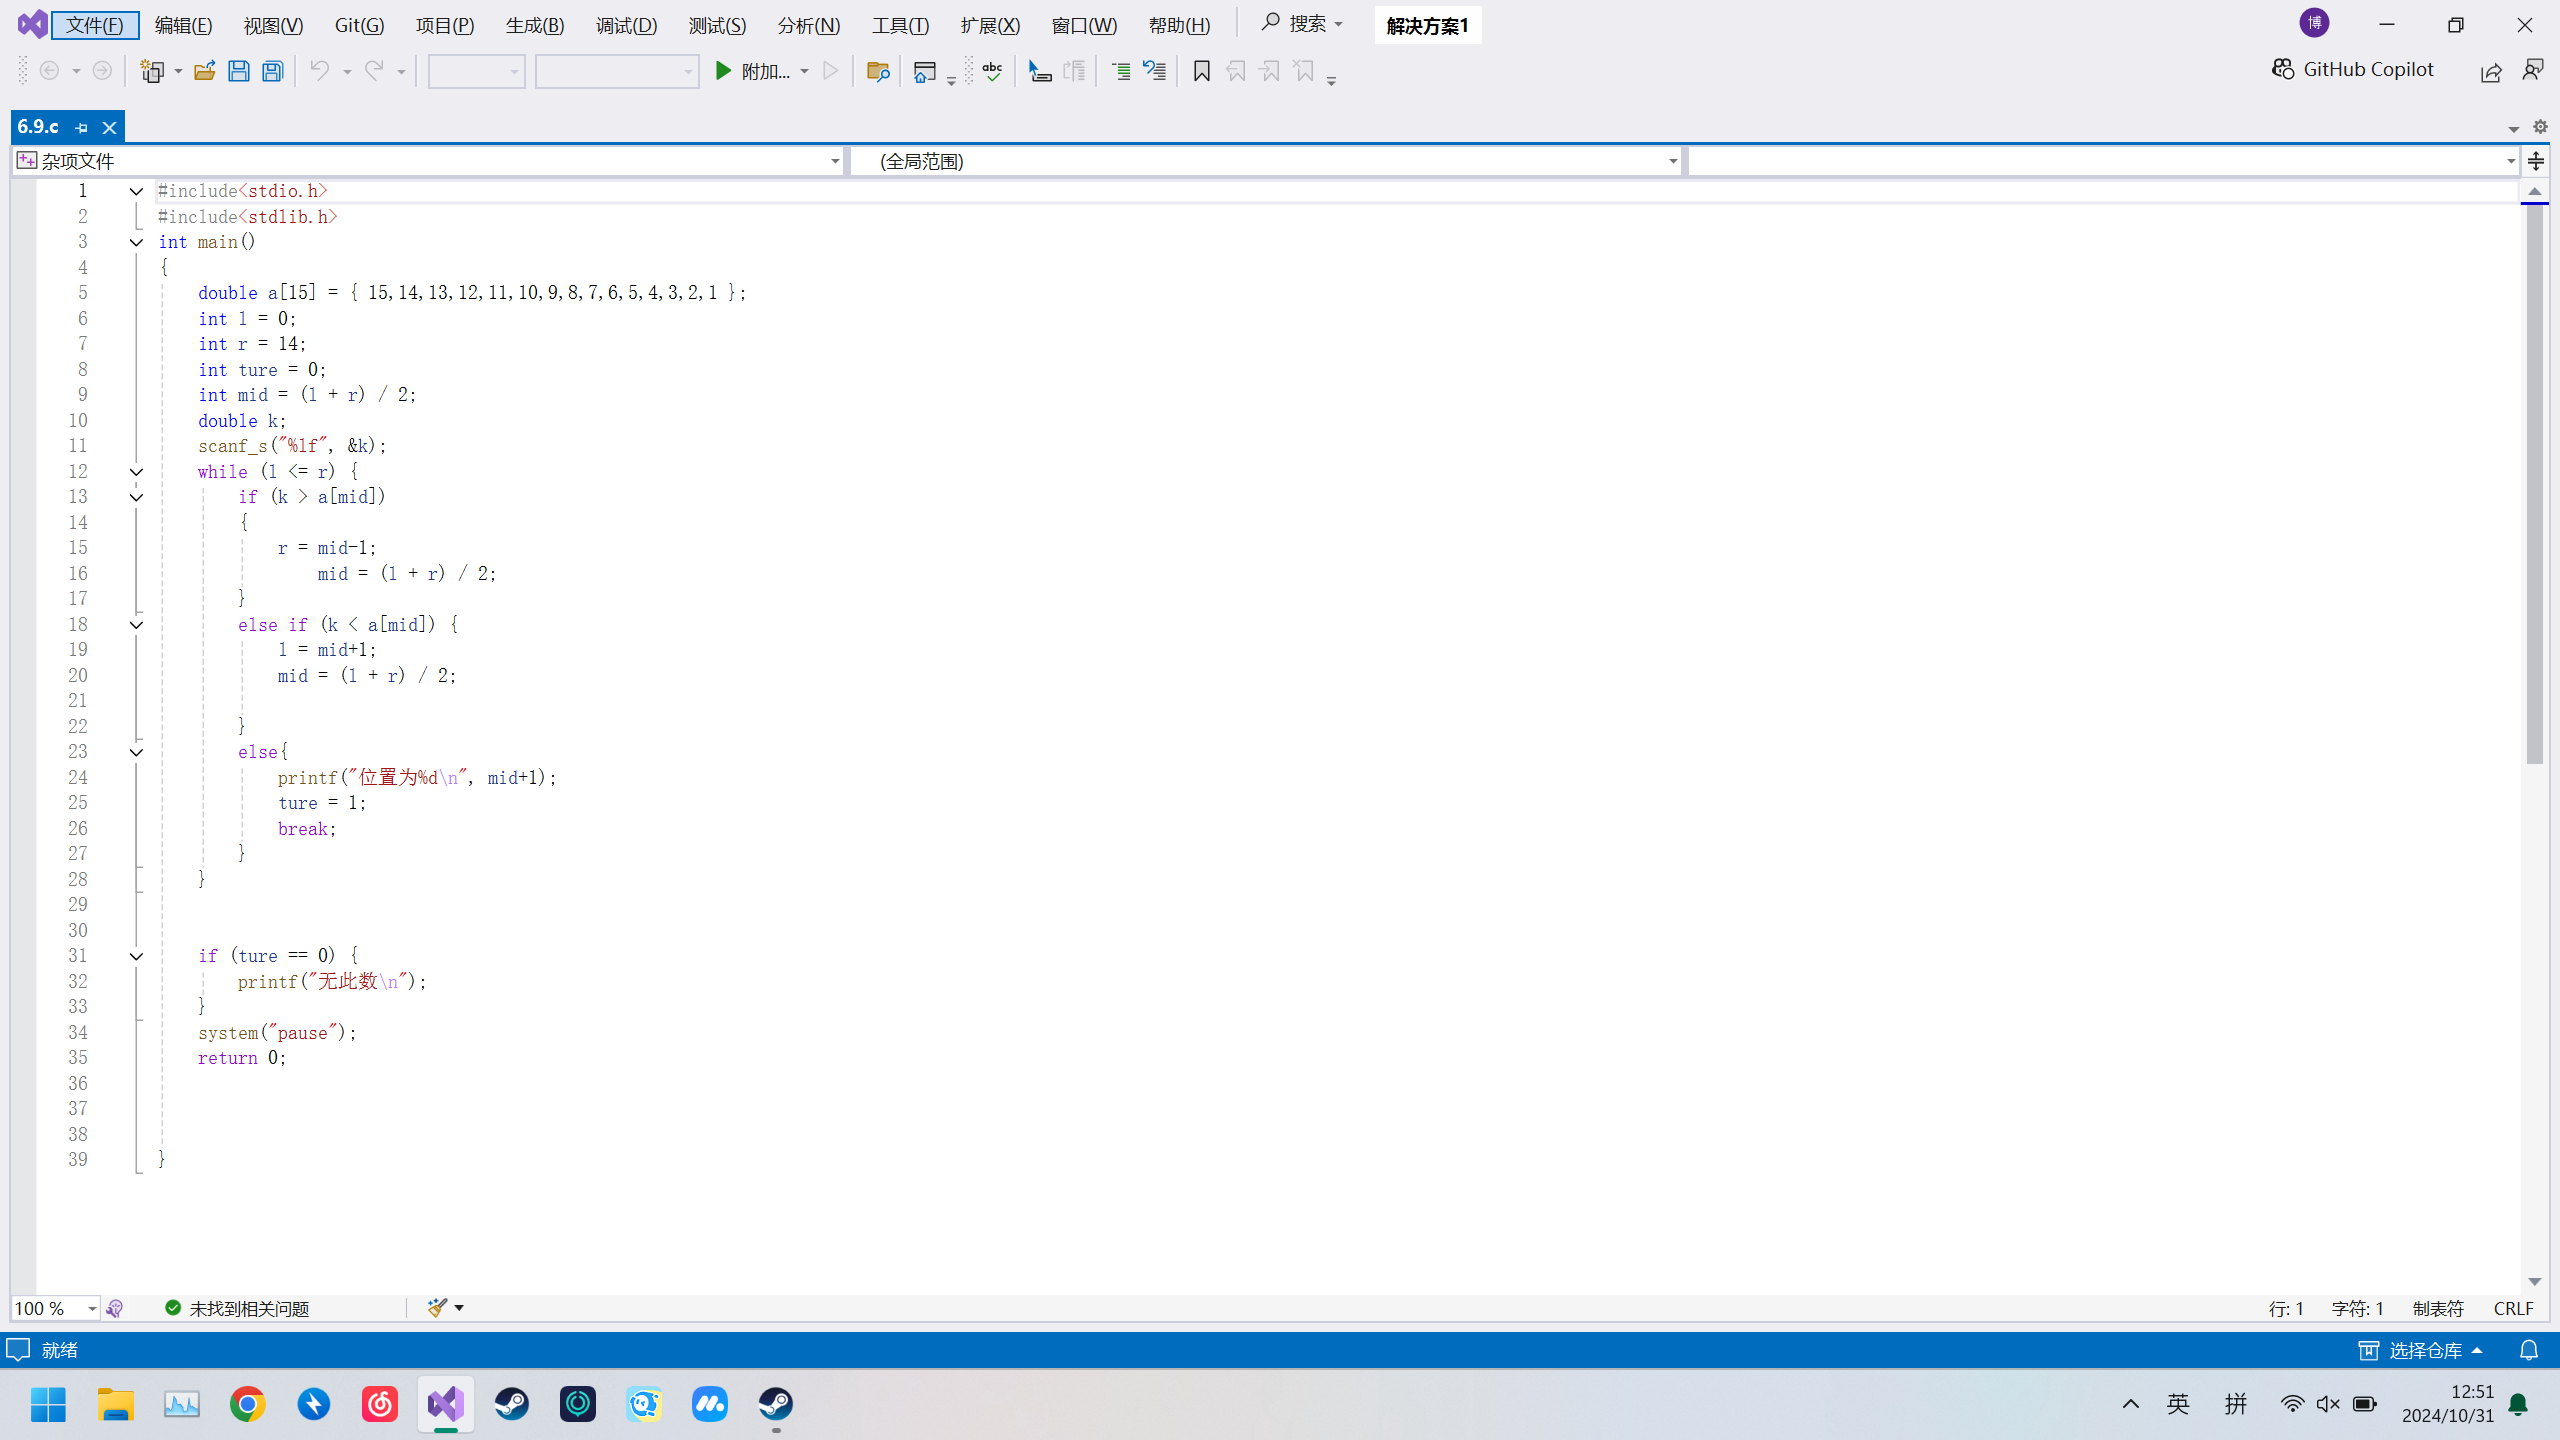 文件(F) 编辑(E) 视图(V) Git(G) 项目(P) 生成(B) 调试(D) 测试(S) 分析(N) 工具(T) 扩展(X) 窗口(W) 帮助(H) 搜索 解决方案1 博
附加... abc GitHub Copilot
6.9.c
杂项文件 (全局范围)
1 #include<stdio.h>
2 #include<stdlib.h>
3 int main()
4 {
5 double a[15] = { 15,14,13,12,11,10,9,8,7,6,5,4,3,2,1 };
6 int l = 0;
7 int r = 14;
8 int ture = 0;
9 int mid = (l + r) / 2;
10 double k;
11 scanf_s("%lf", &k);
12 while (l <= r) {
13 if (k > a[mid])
14 {
15 r = mid-1;
16 mid = (l + r) / 2;
17 }
18 else if (k < a[mid]) {
19 l = mid+1;
20 mid = (l + r) / 2;
21
22 }
23 else{
24 printf("位置为%d\n", mid+1);
25 ture = 1;
26 break;
27 }
28 }
29
30
31 if (ture == 0) {
32 printf("无此数\n");
33 }
34 system("pause");
35 return 0;
36
37
38
39 }
100 % 未找到相关问题 行: 1 字符: 1 制表符 CRLF
就绪 选择仓库
英 拼 12:51
2024/10/31